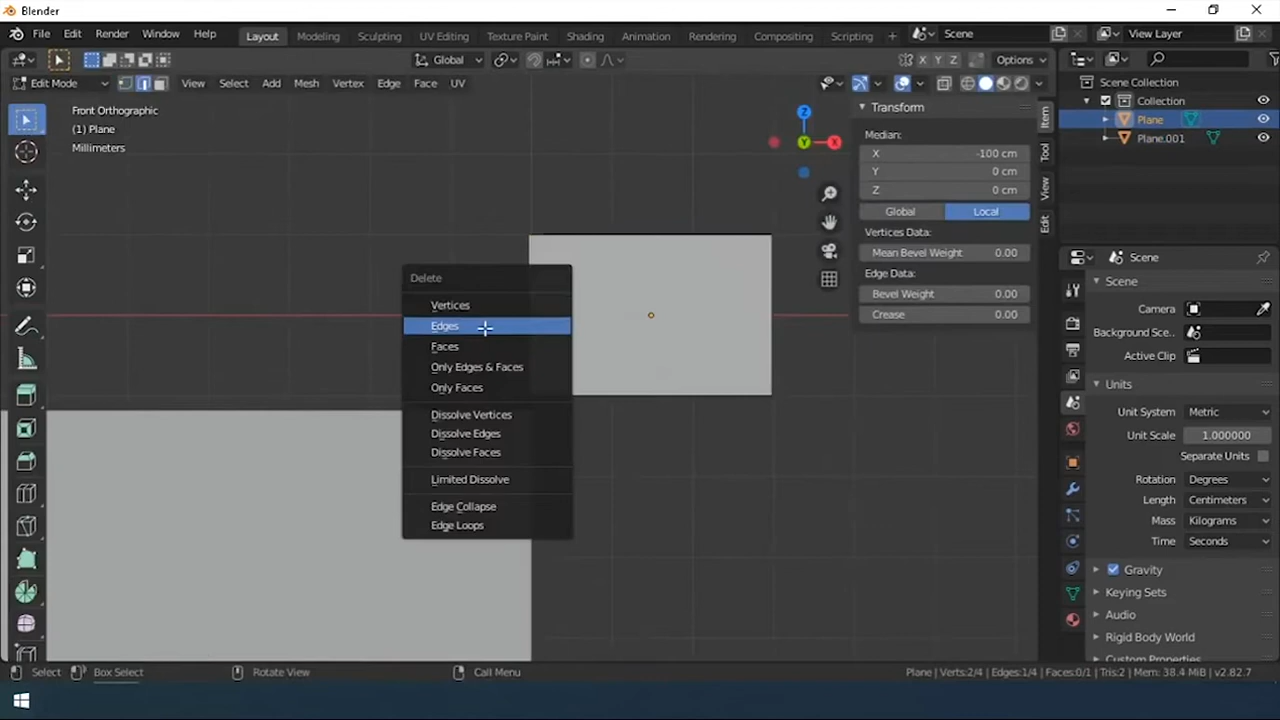 Blender
File Edit Render Window Help
Layout Modeling Sculpting UV Editing Texture Paint Shading Animation Rendering Compositing Scripting + Scene View Layer
Global X Y Z Options
Edit Mode View Select Add Mesh Vertex Edge Face UV
Front Orthographic
(1) Plane
Millimeters
Z
Y
X
Delete
Vertices
Edges
Faces
Only Edges & Faces
Only Faces
Dissolve Vertices
Dissolve Edges
Dissolve Faces
Limited Dissolve
Edge Collapse
Edge Loops
Transform
Median:
X -100 cm
Y 0 cm
Z 0 cm
Global Local
Vertices Data:
Mean Bevel Weight 0.00
Edge Data:
Bevel Weight 0.00
Crease 0.00
Item
Tool
View
Edit
Scene Collection
Collection
Plane
Plane.001
Scene
Scene
Camera
Background Sce..
Active Clip
Units
Unit System Metric
Unit Scale 1.000000
Separate Units
Rotation Degrees
Length Centimeters
Mass Kilograms
Time Seconds
Gravity
Keying Sets
Audio
Rigid Body World
Custom Properties
Select Box Select Rotate View Call Menu Plane | Verts:2/4 | Edges:1/4 | Faces:0/1 | Tris:2 | Mem: 38.4 MiB | v2.82.7